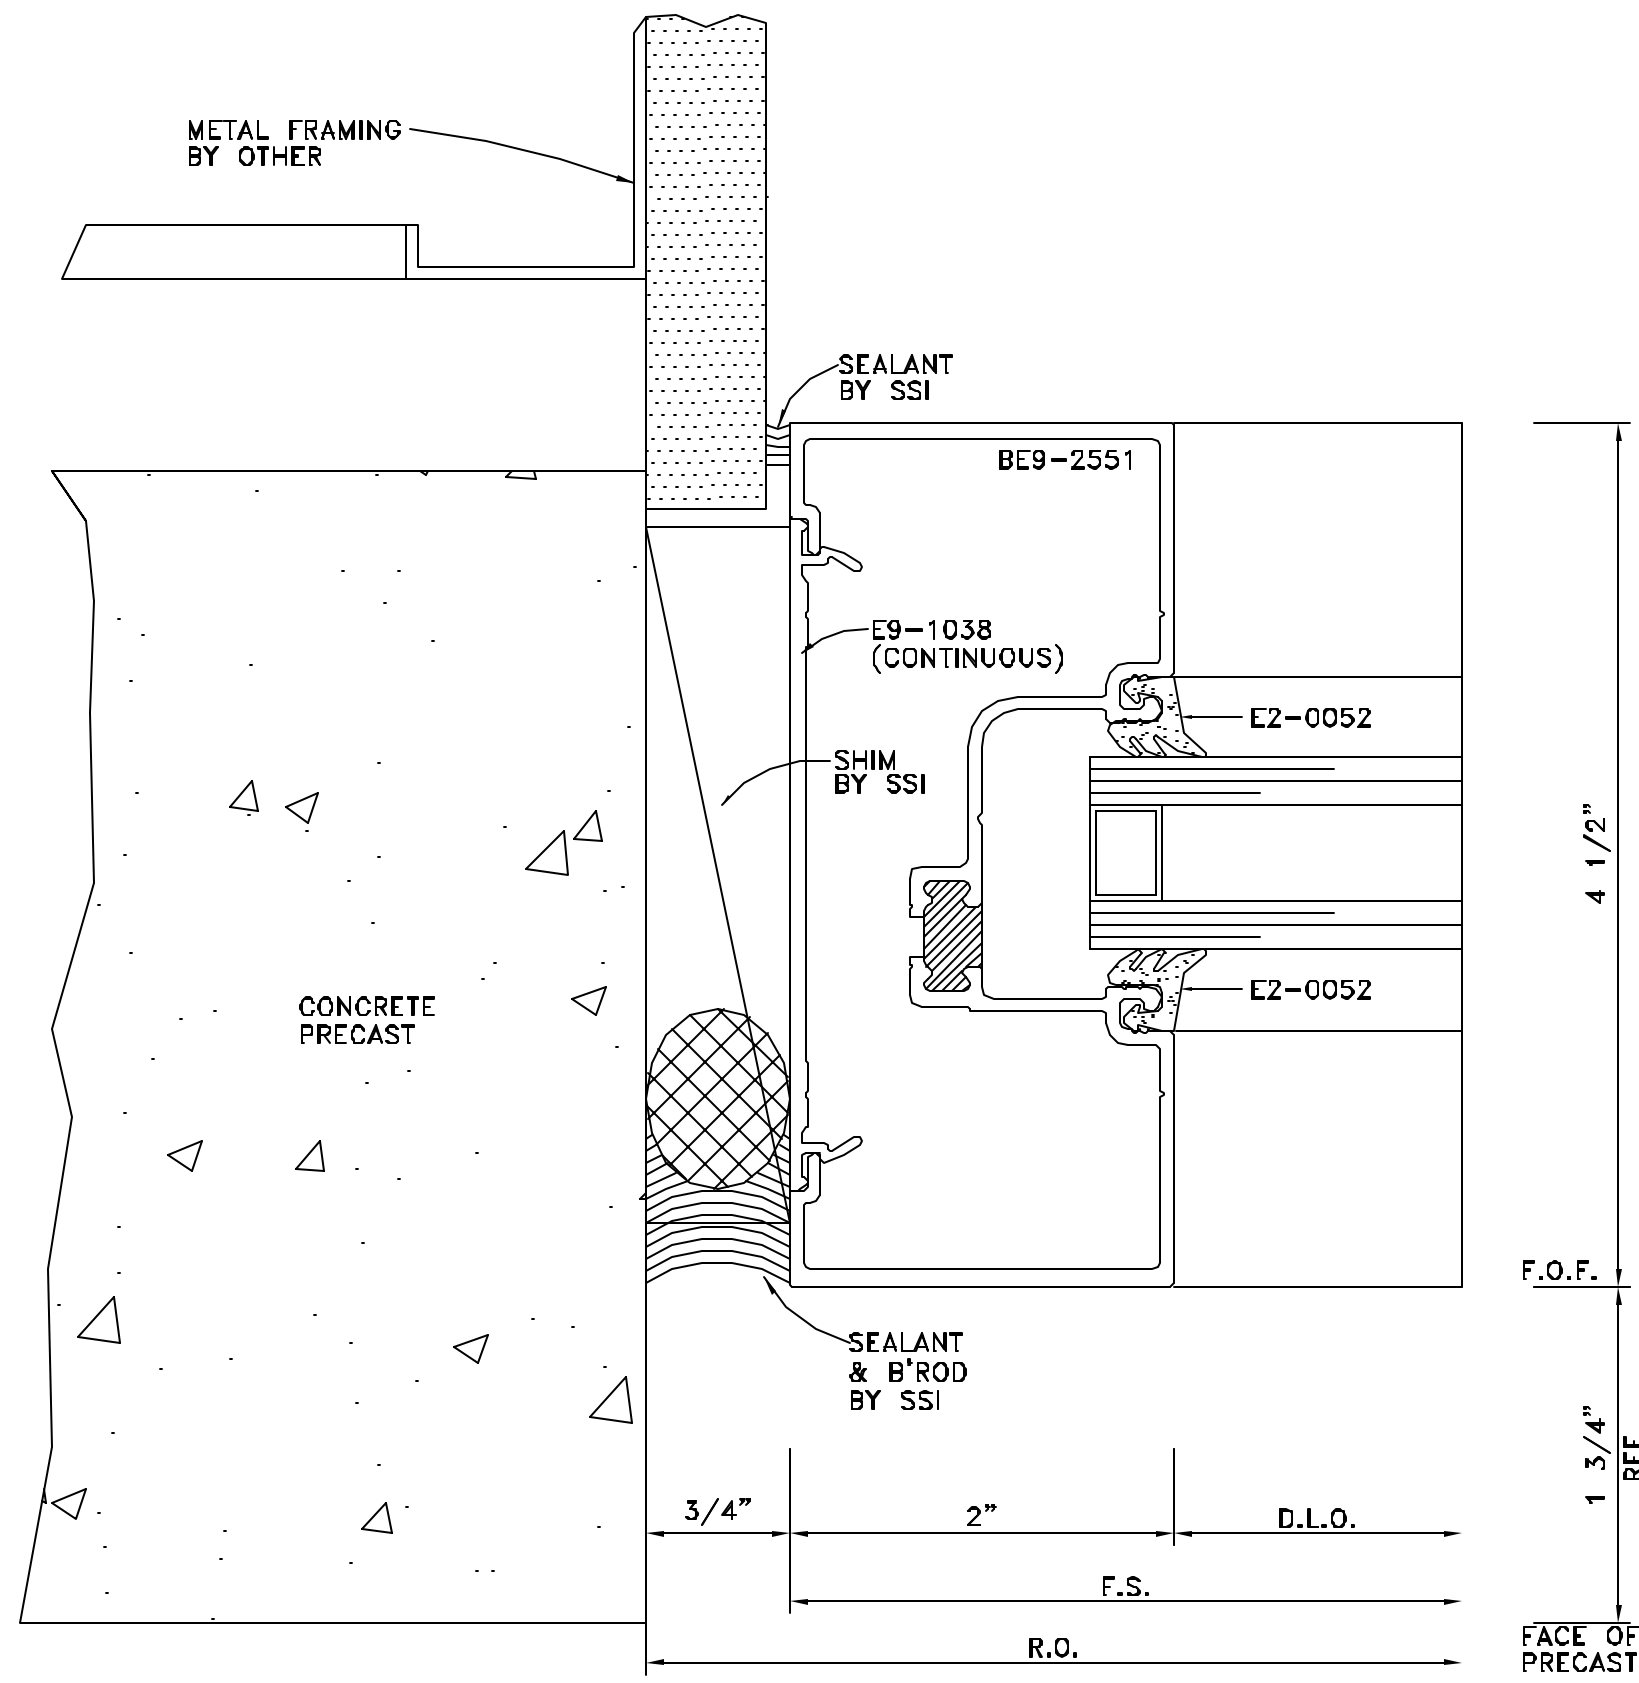 METAL FRAMING
BY OTHER
SEALANT
BY SSI
BE9-2551
E9-1038
(CONTINUOUS)
E2-0052
SHIM
BY SSI
4 1/2"
E2-0052
CONCRETE
PRECAST
F.O.F.
SEALANT
& B'ROD
BY SSI
1 3/4"
REF
3/4"
2"
D.L.O.
F.S.
R.O.
FACE OF
PRECAST